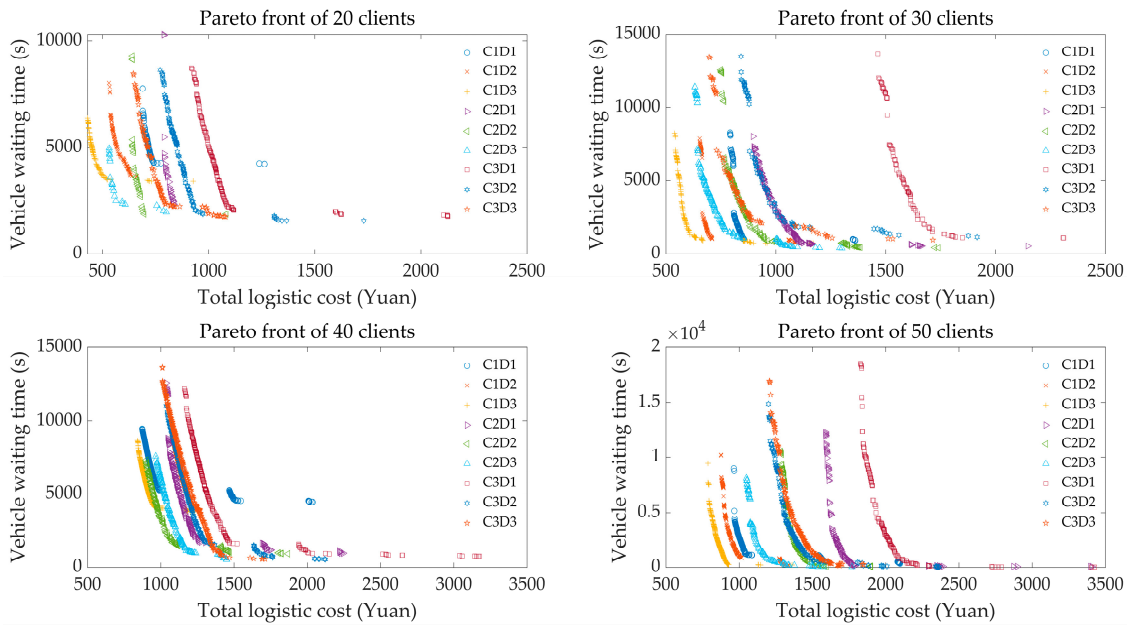 Pareto front of 20 clients
Vehicle waiting time (s)
10000
5000
0
500
1000
1500
2000
2500
Total logistic cost (Yuan)
C1D1
C1D2
C1D3
C2D1
C2D2
C2D3
C3D1
C3D2
C3D3
Pareto front of 30 clients
Vehicle waiting time (s)
15000
10000
5000
0
500
1000
1500
2000
2500
Total logistic cost (Yuan)
C1D1
C1D2
C1D3
C2D1
C2D2
C2D3
C3D1
C3D2
C3D3
Pareto front of 40 clients
Vehicle waiting time (s)
15000
10000
5000
0
500
1000
1500
2000
2500
3000
3500
Total logistic cost (Yuan)
C1D1
C1D2
C1D3
C2D1
C2D2
C2D3
C3D1
C3D2
C3D3
Pareto front of 50 clients
×10⁴
Vehicle waiting time (s)
2
1.5
1
0.5
0
500
1000
1500
2000
2500
3000
3500
Total logistic cost (Yuan)
C1D1
C1D2
C1D3
C2D1
C2D2
C2D3
C3D1
C3D2
C3D3